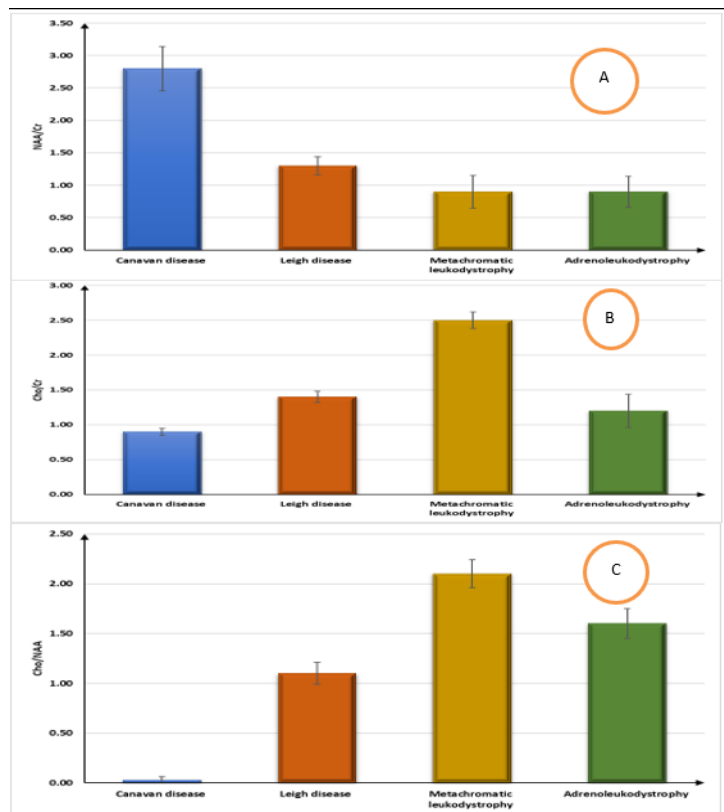 3.50
A
3.00
2.50
2.00
NAA/Cr
1.50
1.00
0.50
0.00
Canavan disease Leigh disease Metachromatic leukodystrophy Adrenoleukodystrophy
3.00
B
2.50
2.00
Cho/Cr
1.50
1.00
0.50
0.00
Canavan disease Leigh disease Metachromatic leukodystrophy Adrenoleukodystrophy
2.50
C
2.00
1.50
Cho/NAA
1.00
0.50
0.00
Canavan disease Leigh disease Metachromatic leukodystrophy Adrenoleukodystrophy